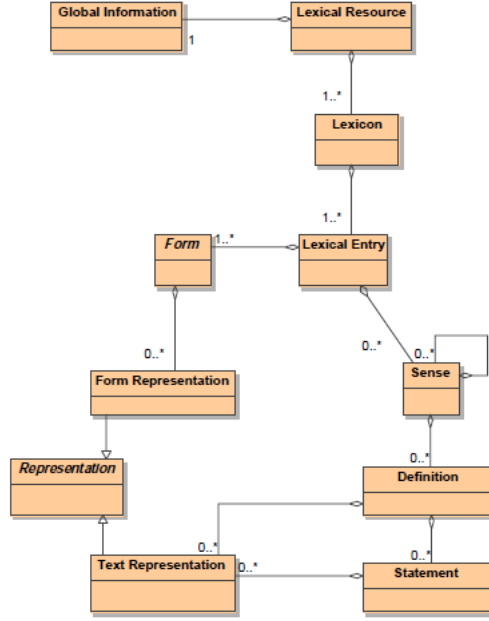 Global Information
Lexical Resource
1
1..*
Lexicon
1..*
Form
1..*
Lexical Entry
0..*
0..*
0..*
Form Representation
Sense
Representation
0..*
Definition
0..*
0..*
Text Representation
0..*
Statement